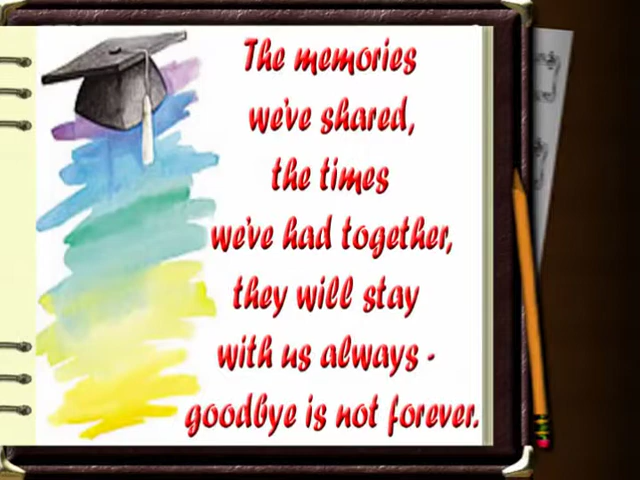 The memories
we've shared,
the times
we've had together,
they will stay
with us always -
goodbye is not forever.